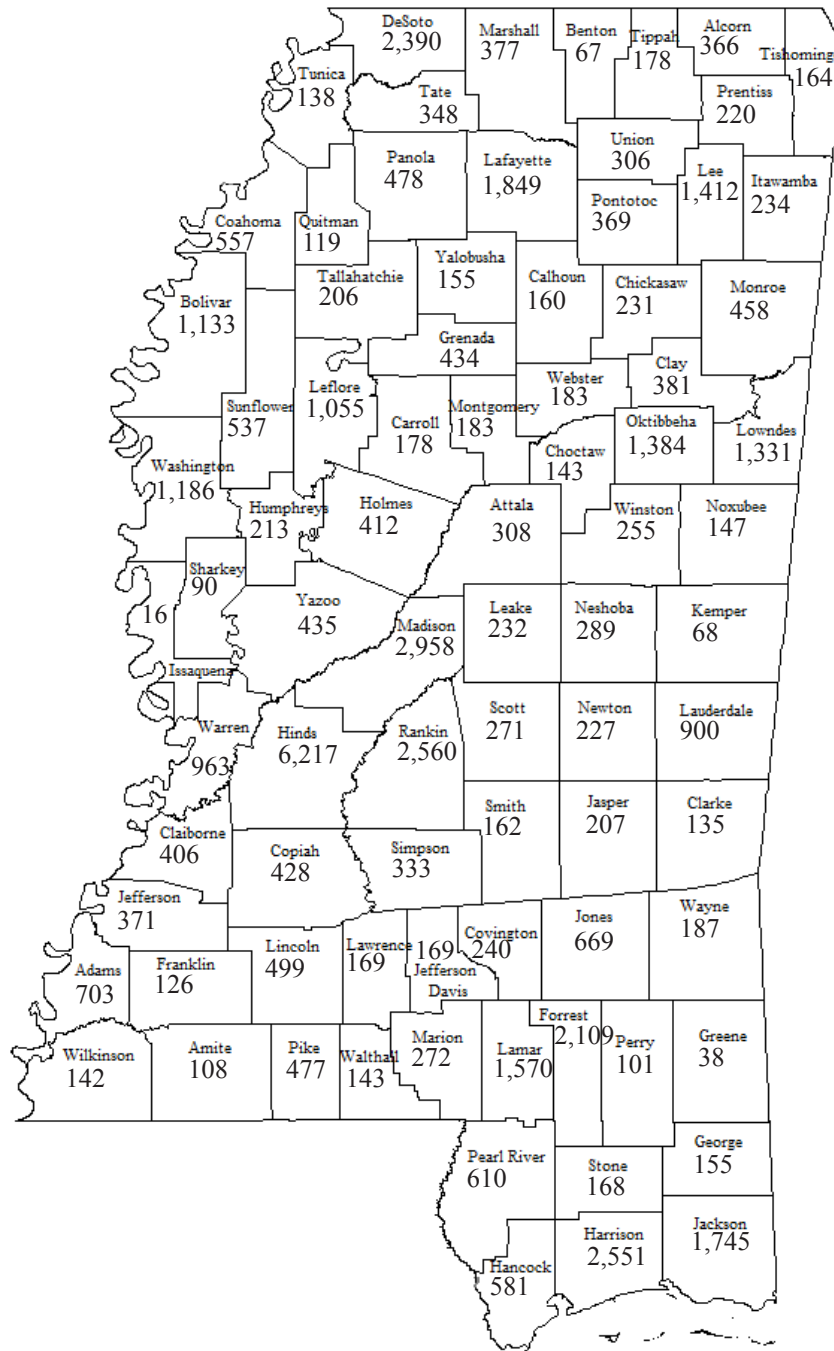 DeSoto
2,390
Marshall
377
Benton
67
Tippah
178
Alcorn
366
Tishoming
164
Tunica
138
Tate
348
Prentiss
220
Union
306
Panola
478
Lafayette
1,849
Lee
1,412
Itawamba
234
Pontotoc
369
Coahoma
557
Quitman
119
Tallahatchie
206
Yalobusha
155
Calhoun
160
Chickasaw
231
Monroe
458
Bolivar
1,133
Grenada
434
Clay
381
Webster
183
Leflore
1,055
Sunflower
537
Carroll
178
Montgomery
183
Oktibbeha
1,384
Lowndes
1,331
Choctaw
143
Washington
1,186
Humphreys
213
Holmes
412
Attala
308
Winston
255
Noxubee
147
Sharkey
90
16
Issaquena
Yazoo
435
Madison
2,958
Leake
232
Neshoba
289
Kemper
68
Warren
963
Hinds
6,217
Rankin
2,560
Scott
271
Newton
227
Lauderdale
900
Smith
162
Jasper
207
Clarke
135
Claiborne
406
Copiah
428
Simpson
333
Jefferson
371
Lincoln
499
Lawrence
169
169
Jefferson
Davis
Covington
240
Jones
669
Wayne
187
Adams
703
Franklin
126
Wilkinson
142
Amite
108
Pike
477
Walthall
143
Marion
272
Lamar
1,570
Forrest
2,109
Perry
101
Greene
38
Pearl River
610
Stone
168
George
155
Hancock
581
Harrison
2,551
Jackson
1,745